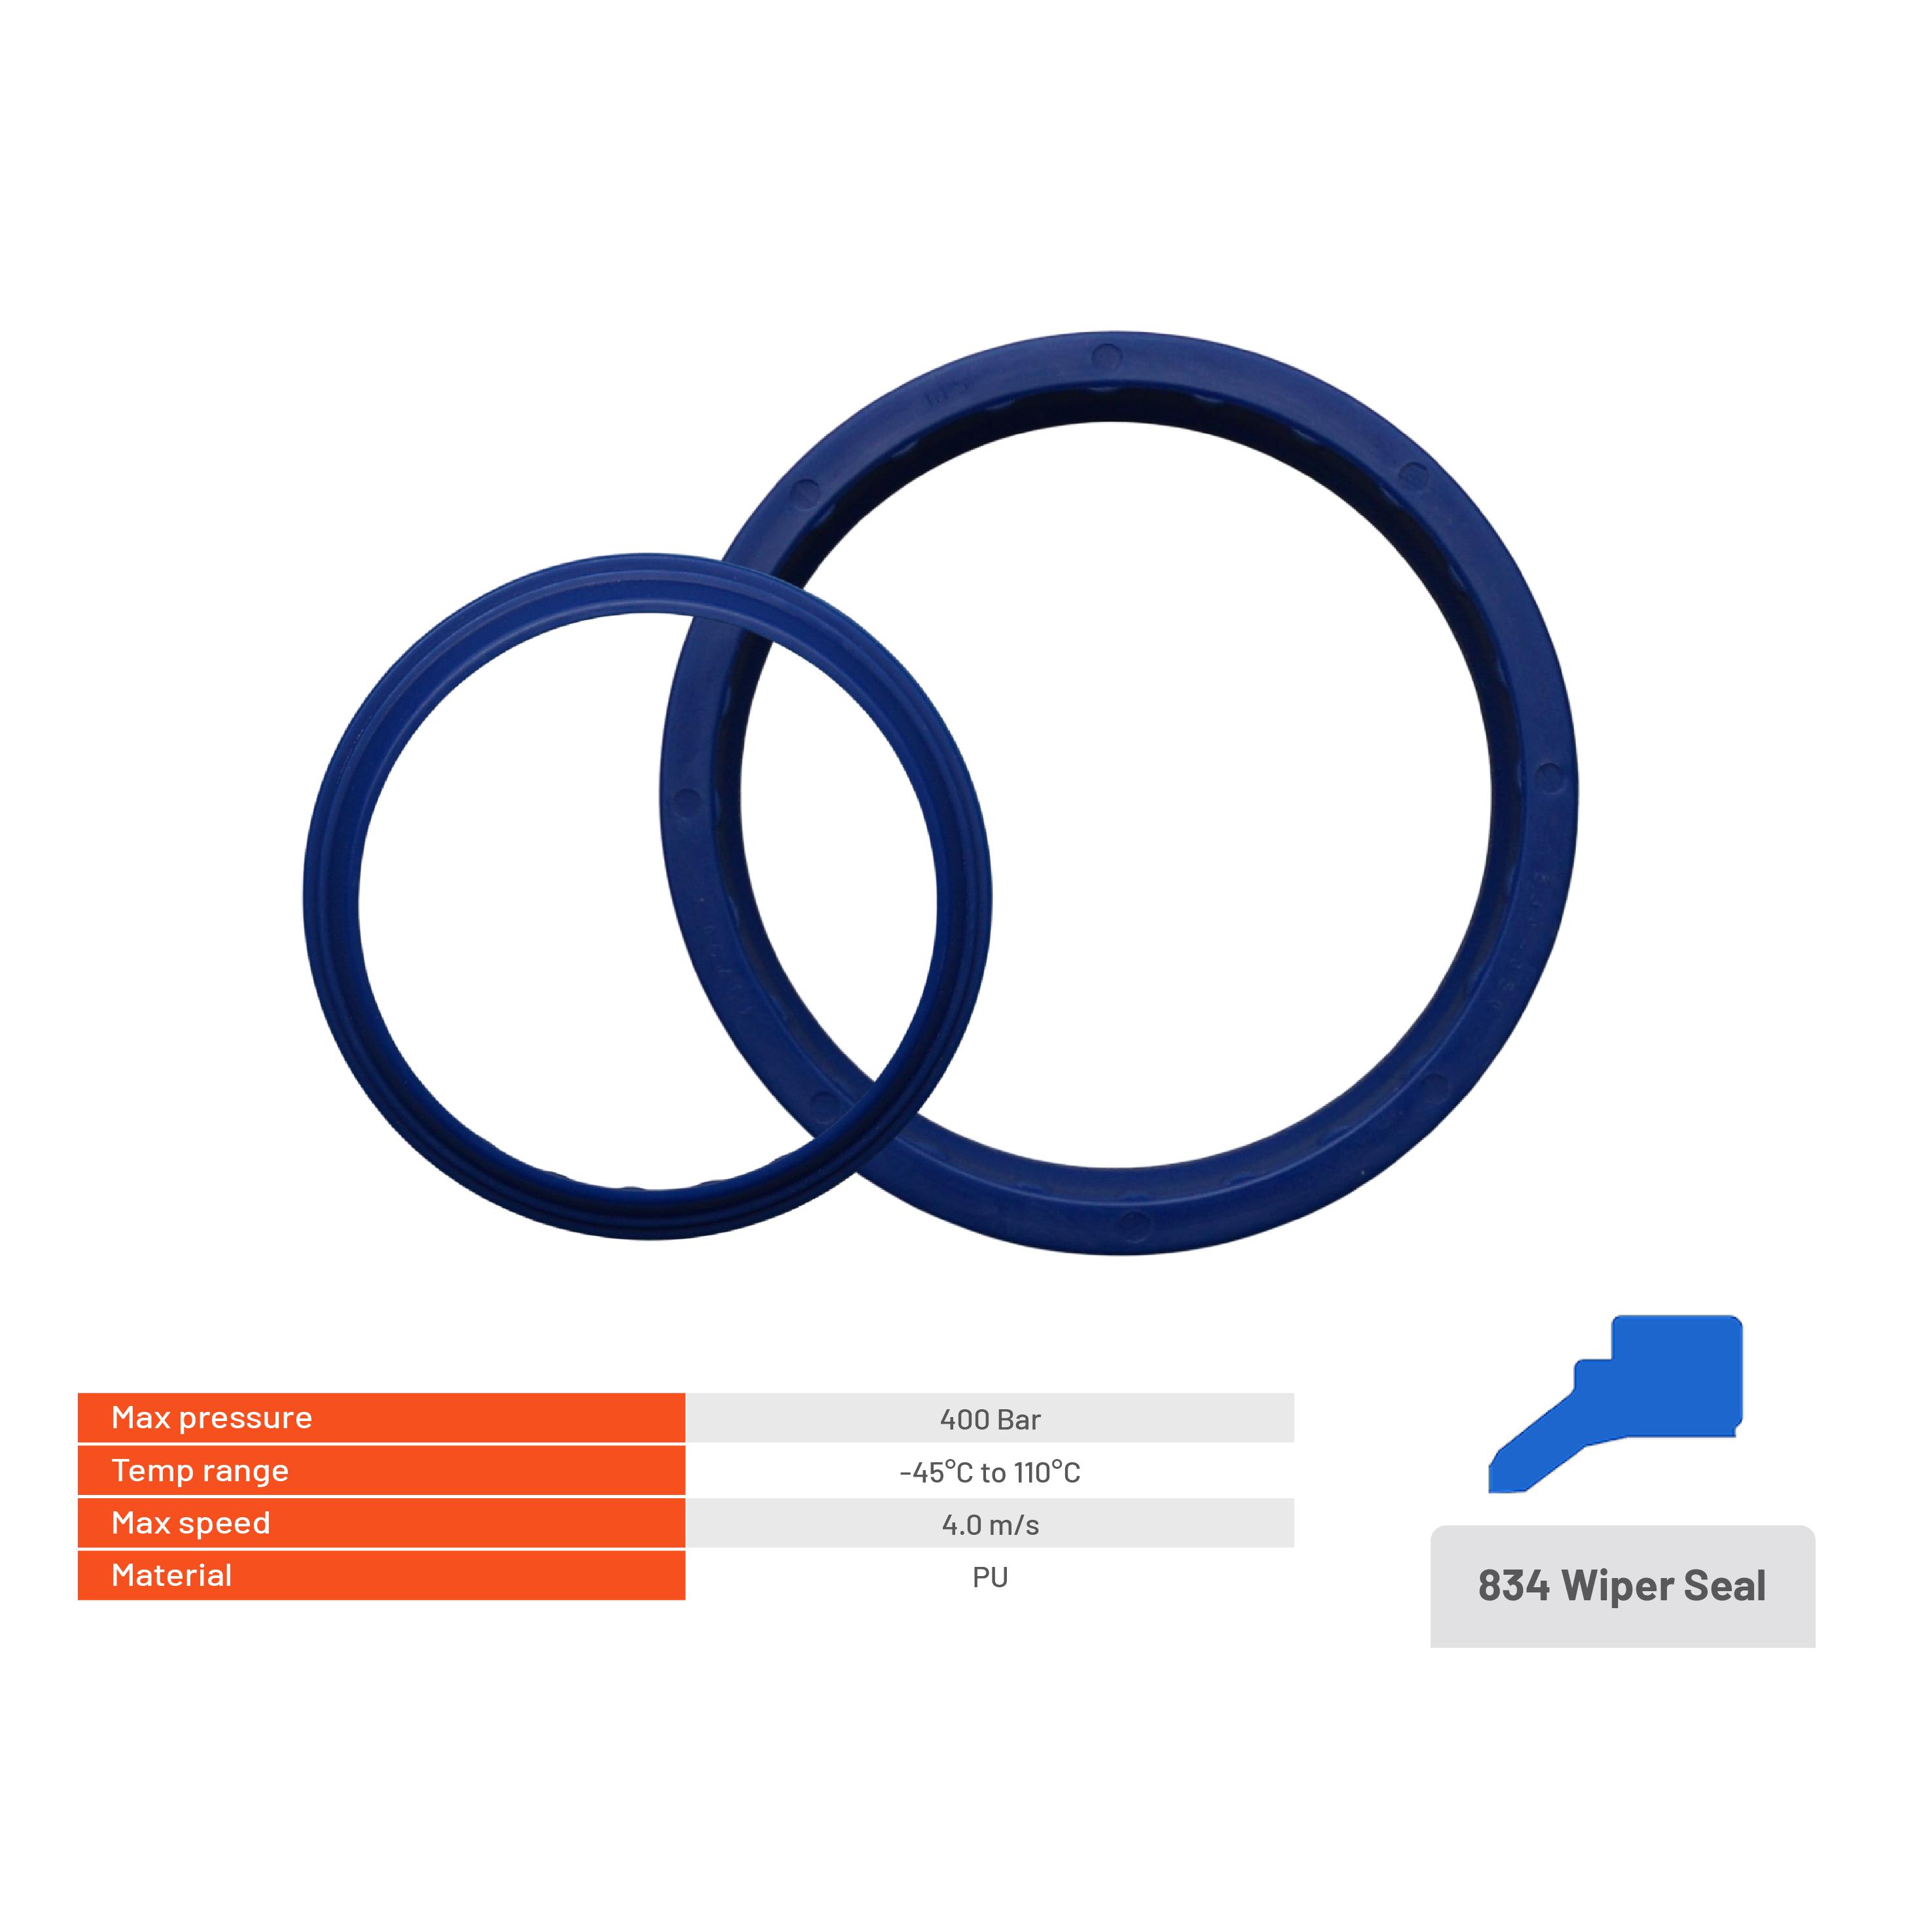 Max pressure 400 Bar
Temp range -45°C to 110°C
Max speed 4.0 m/s
Material PU
834 Wiper Seal